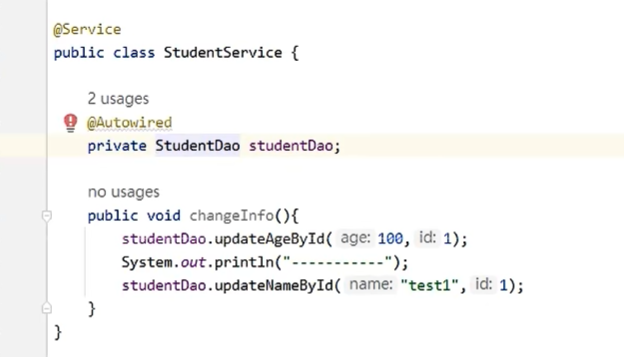 @Service
public class StudentService {
2 usages
@Autowired
private StudentDao studentDao;
no usages
public void changeInfo(){
studentDao.updateAgeById( age: 100, id: 1);
System.out.println("-----------");
studentDao.updateNameById( name: "test1", id: 1);
}
}